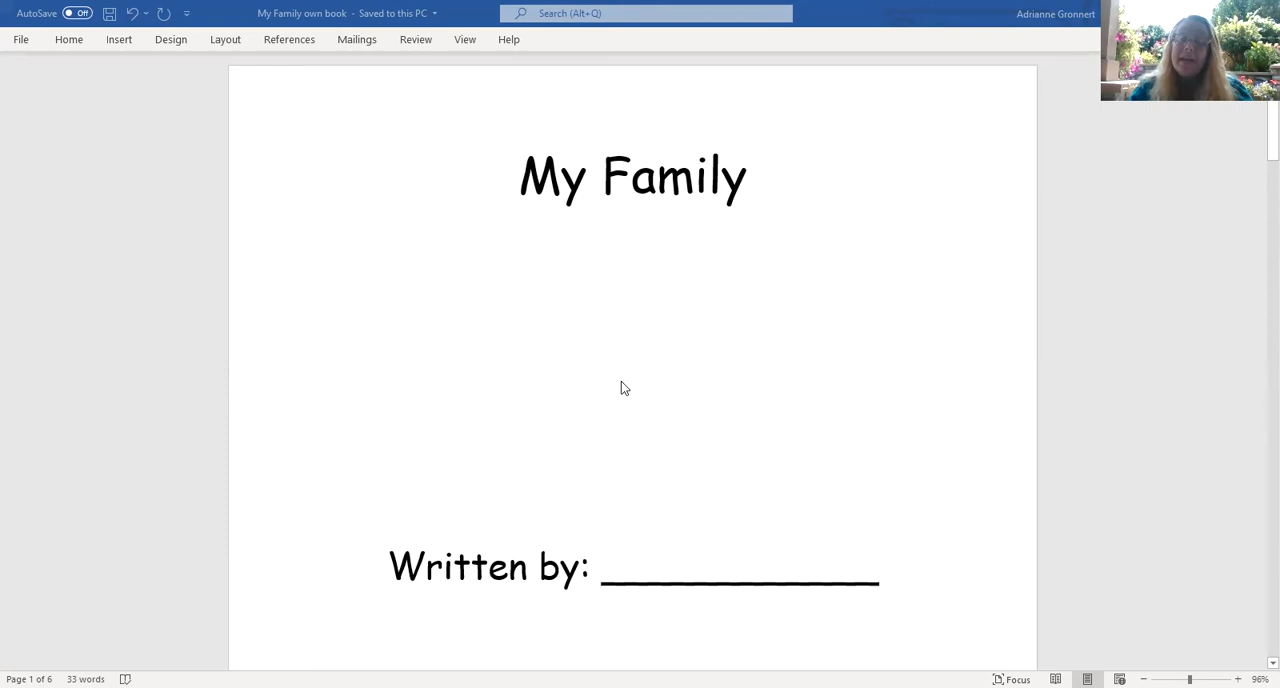 AutoSave Off My Family own book - Saved to this PC Search (Alt+Q) Adrianne Gronnert
File Home Insert Design Layout References Mailings Review View Help
My Family
Written by: ______________
Page 1 of 6 33 words Focus 96%